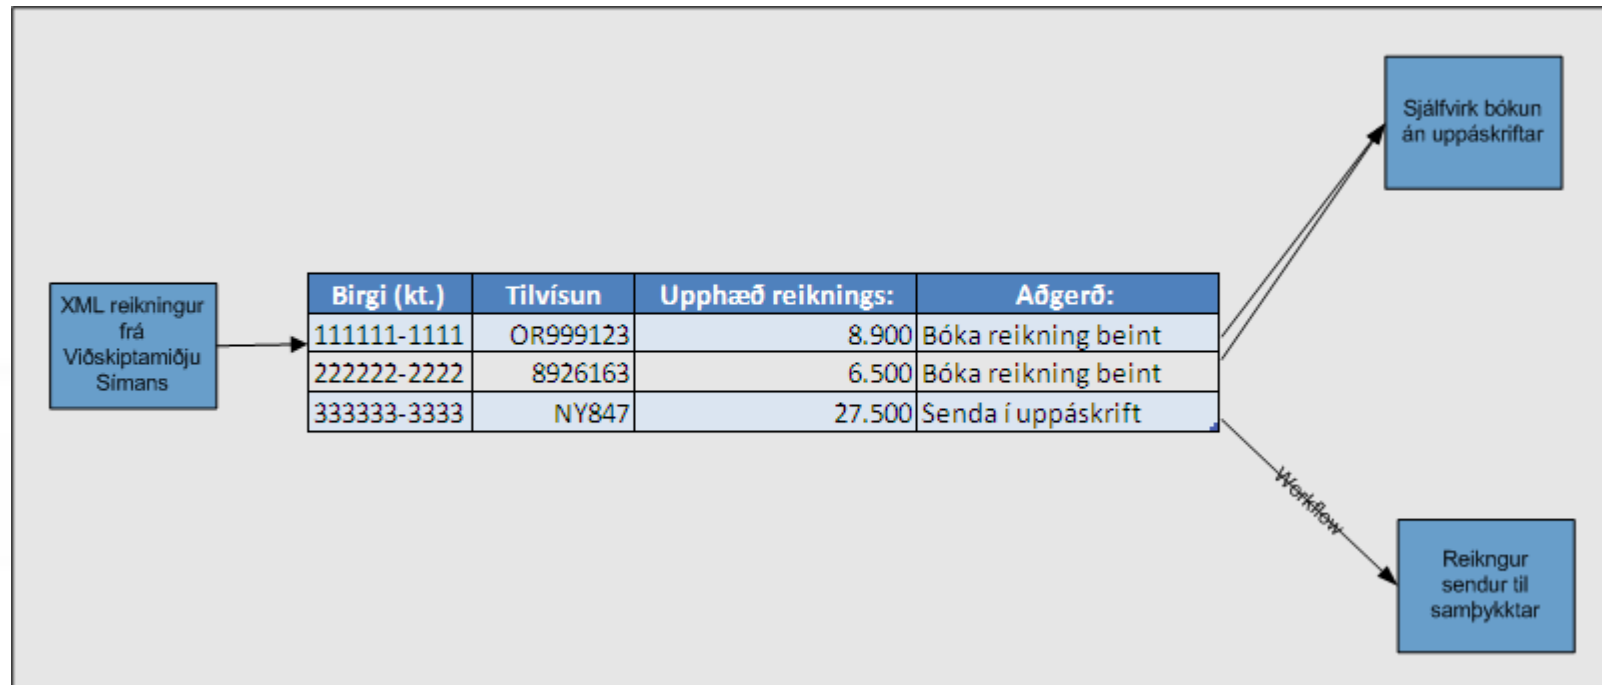 Sjálfvirk bókun
án uppáskriftar
XML reikningur
frá
Viðskiptamiðju
Símans
Birgi (kt.) Tilvísun Upphæð reiknings: Aðgerð:
111111-1111 OR999123 8.900 Bóka reikning beint
222222-2222 8926163 6.500 Bóka reikning beint
333333-3333 NY847 27.500 Senda í uppáskrift
Workflow
Reikngur
sendur til
samþykktar